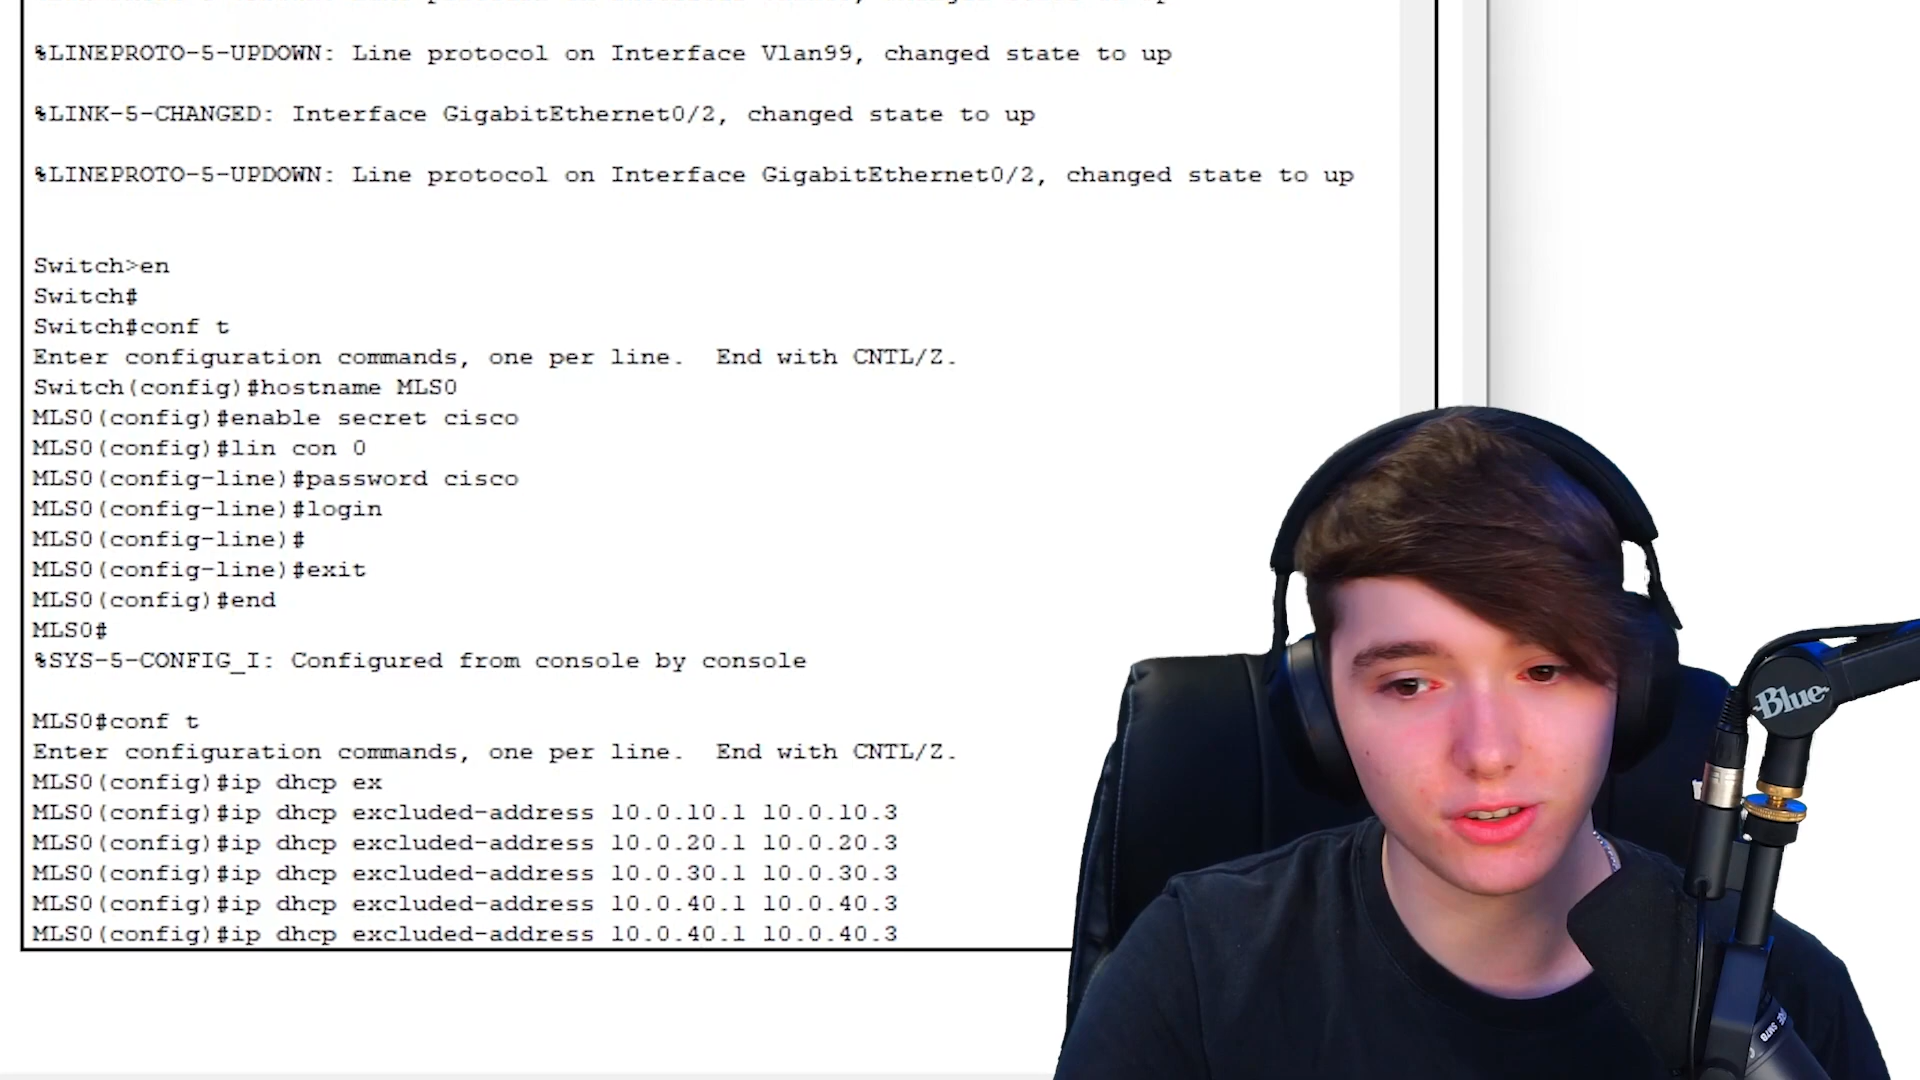 %LINEPROTO-5-UPDOWN: Line protocol on Interface Vlan99, changed state to up
%LINK-5-CHANGED: Interface GigabitEthernet0/2, changed state to up
%LINEPROTO-5-UPDOWN: Line protocol on Interface GigabitEthernet0/2, changed state to up
Switch>en
Switch#
Switch#conf t
Enter configuration commands, one per line.  End with CNTL/Z.
Switch(config)#hostname MLS0
MLS0(config)#enable secret cisco
MLS0(config)#lin con 0
MLS0(config-line)#password cisco
MLS0(config-line)#login
MLS0(config-line)#
MLS0(config-line)#exit
MLS0(config)#end
MLS0#
%SYS-5-CONFIG_I: Configured from console by console
MLS0#conf t
Enter configuration commands, one per line.  End with CNTL/Z.
MLS0(config)#ip dhcp ex
MLS0(config)#ip dhcp excluded-address 10.0.10.1 10.0.10.3
MLS0(config)#ip dhcp excluded-address 10.0.20.1 10.0.20.3
MLS0(config)#ip dhcp excluded-address 10.0.30.1 10.0.30.3
MLS0(config)#ip dhcp excluded-address 10.0.40.1 10.0.40.3
MLS0(config)#ip dhcp excluded-address 10.0.40.1 10.0.40.3
Blue
SM7B